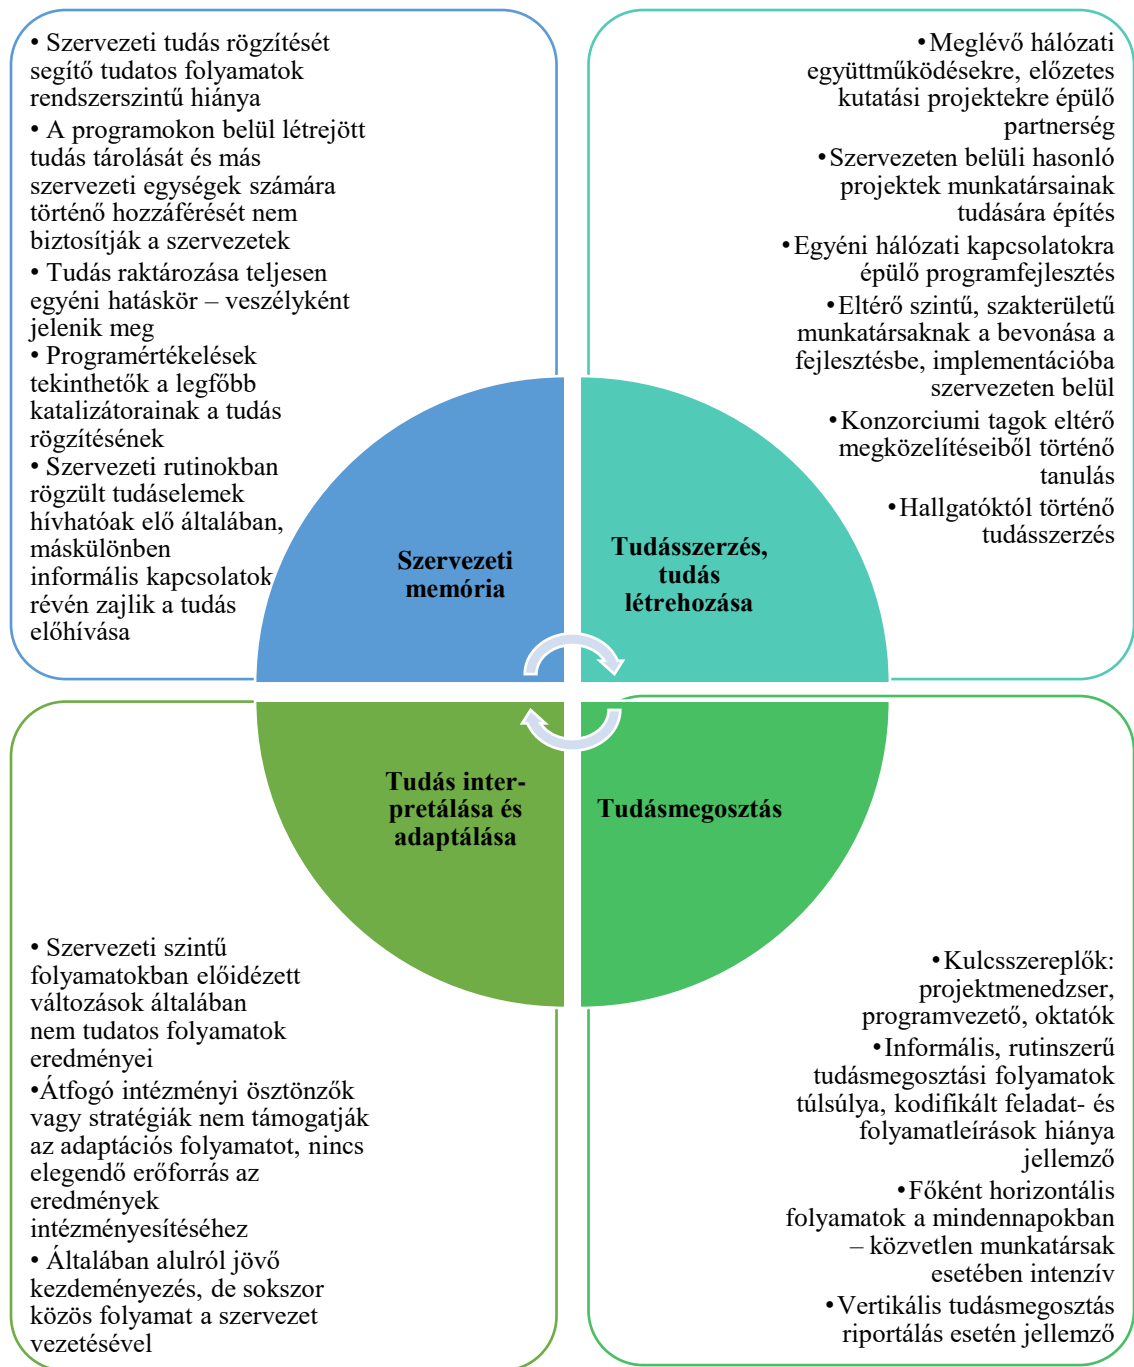 • Szervezeti tudás rögzítését
segítő tudatos folyamatok
rendszerszintű hiánya
• A programokon belül létrejött
tudás tárolását és más
szervezeti egységek számára
történő hozzáférését nem
biztosítják a szervezetek
• Tudás raktározása teljesen
egyéni hatáskör – veszélyként
jelenik meg
• Programértékelések
tekinthetők a legfőbb
katalizátorainak a tudás
rögzítésének
• Szervezeti rutinokban
rögzült tudáselemek
hívhatóak elő általában,
máskülönben
informális kapcsolatok
révén zajlik a tudás
előhívása
•Meglévő hálózati
együttműködésekre, előzetes
kutatási projektekre épülő
partnerség
•Szervezeten belüli hasonló
projektek munkatársainak
tudására építés
•Egyéni hálózati kapcsolatokra
épülő programfejlesztés
•Eltérő szintű, szakterületű
munkatársaknak a bevonása a
fejlesztésbe, implementációba
szervezeten belül
•Konzorciumi tagok eltérő
megközelítéseiből történő
tanulás
•Hallgatóktól történő
tudásszerzés
Szervezeti
memória
Tudásszerzés,
tudás
létrehozása
Tudás inter-
pretálása és
adaptálása
Tudásmegosztás
• Szervezeti szintű
folyamatokban előidézett
változások általában
nem tudatos folyamatok
eredményei
•Átfogó intézményi ösztönzők
vagy stratégiák nem támogatják
az adaptációs folyamatot, nincs
elegendő erőforrás az
eredmények
intézményesítéséhez
• Általában alulról jövő
kezdeményezés, de sokszor
közös folyamat a szervezet
vezetésével
•Kulcsszereplők:
projektmenedzser,
programvezető, oktatók
•Informális, rutinszerű
tudásmegosztási folyamatok
túlsúlya, kodifikált feladat- és
folyamatleírások hiánya
jellemző
•Főként horizontális
folyamatok a mindennapokban
– közvetlen munkatársak
esetében intenzív
•Vertikális tudásmegosztás
riportálás esetén jellemző